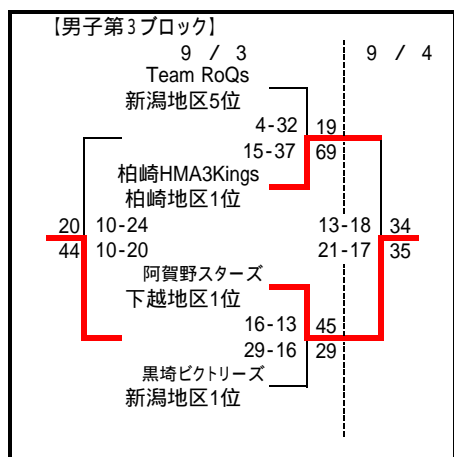 【男子第3ブロック】
9 / 3 9 / 4
Team RoQs
新潟地区5位
4-32 19
15-37 69
柏崎HMA3Kings
柏崎地区1位
20 10-24 13-18 34
44 10-20 21-17 35
阿賀野スターズ
下越地区1位
16-13 45
29-16 29
黒埼ビクトリーズ
新潟地区1位